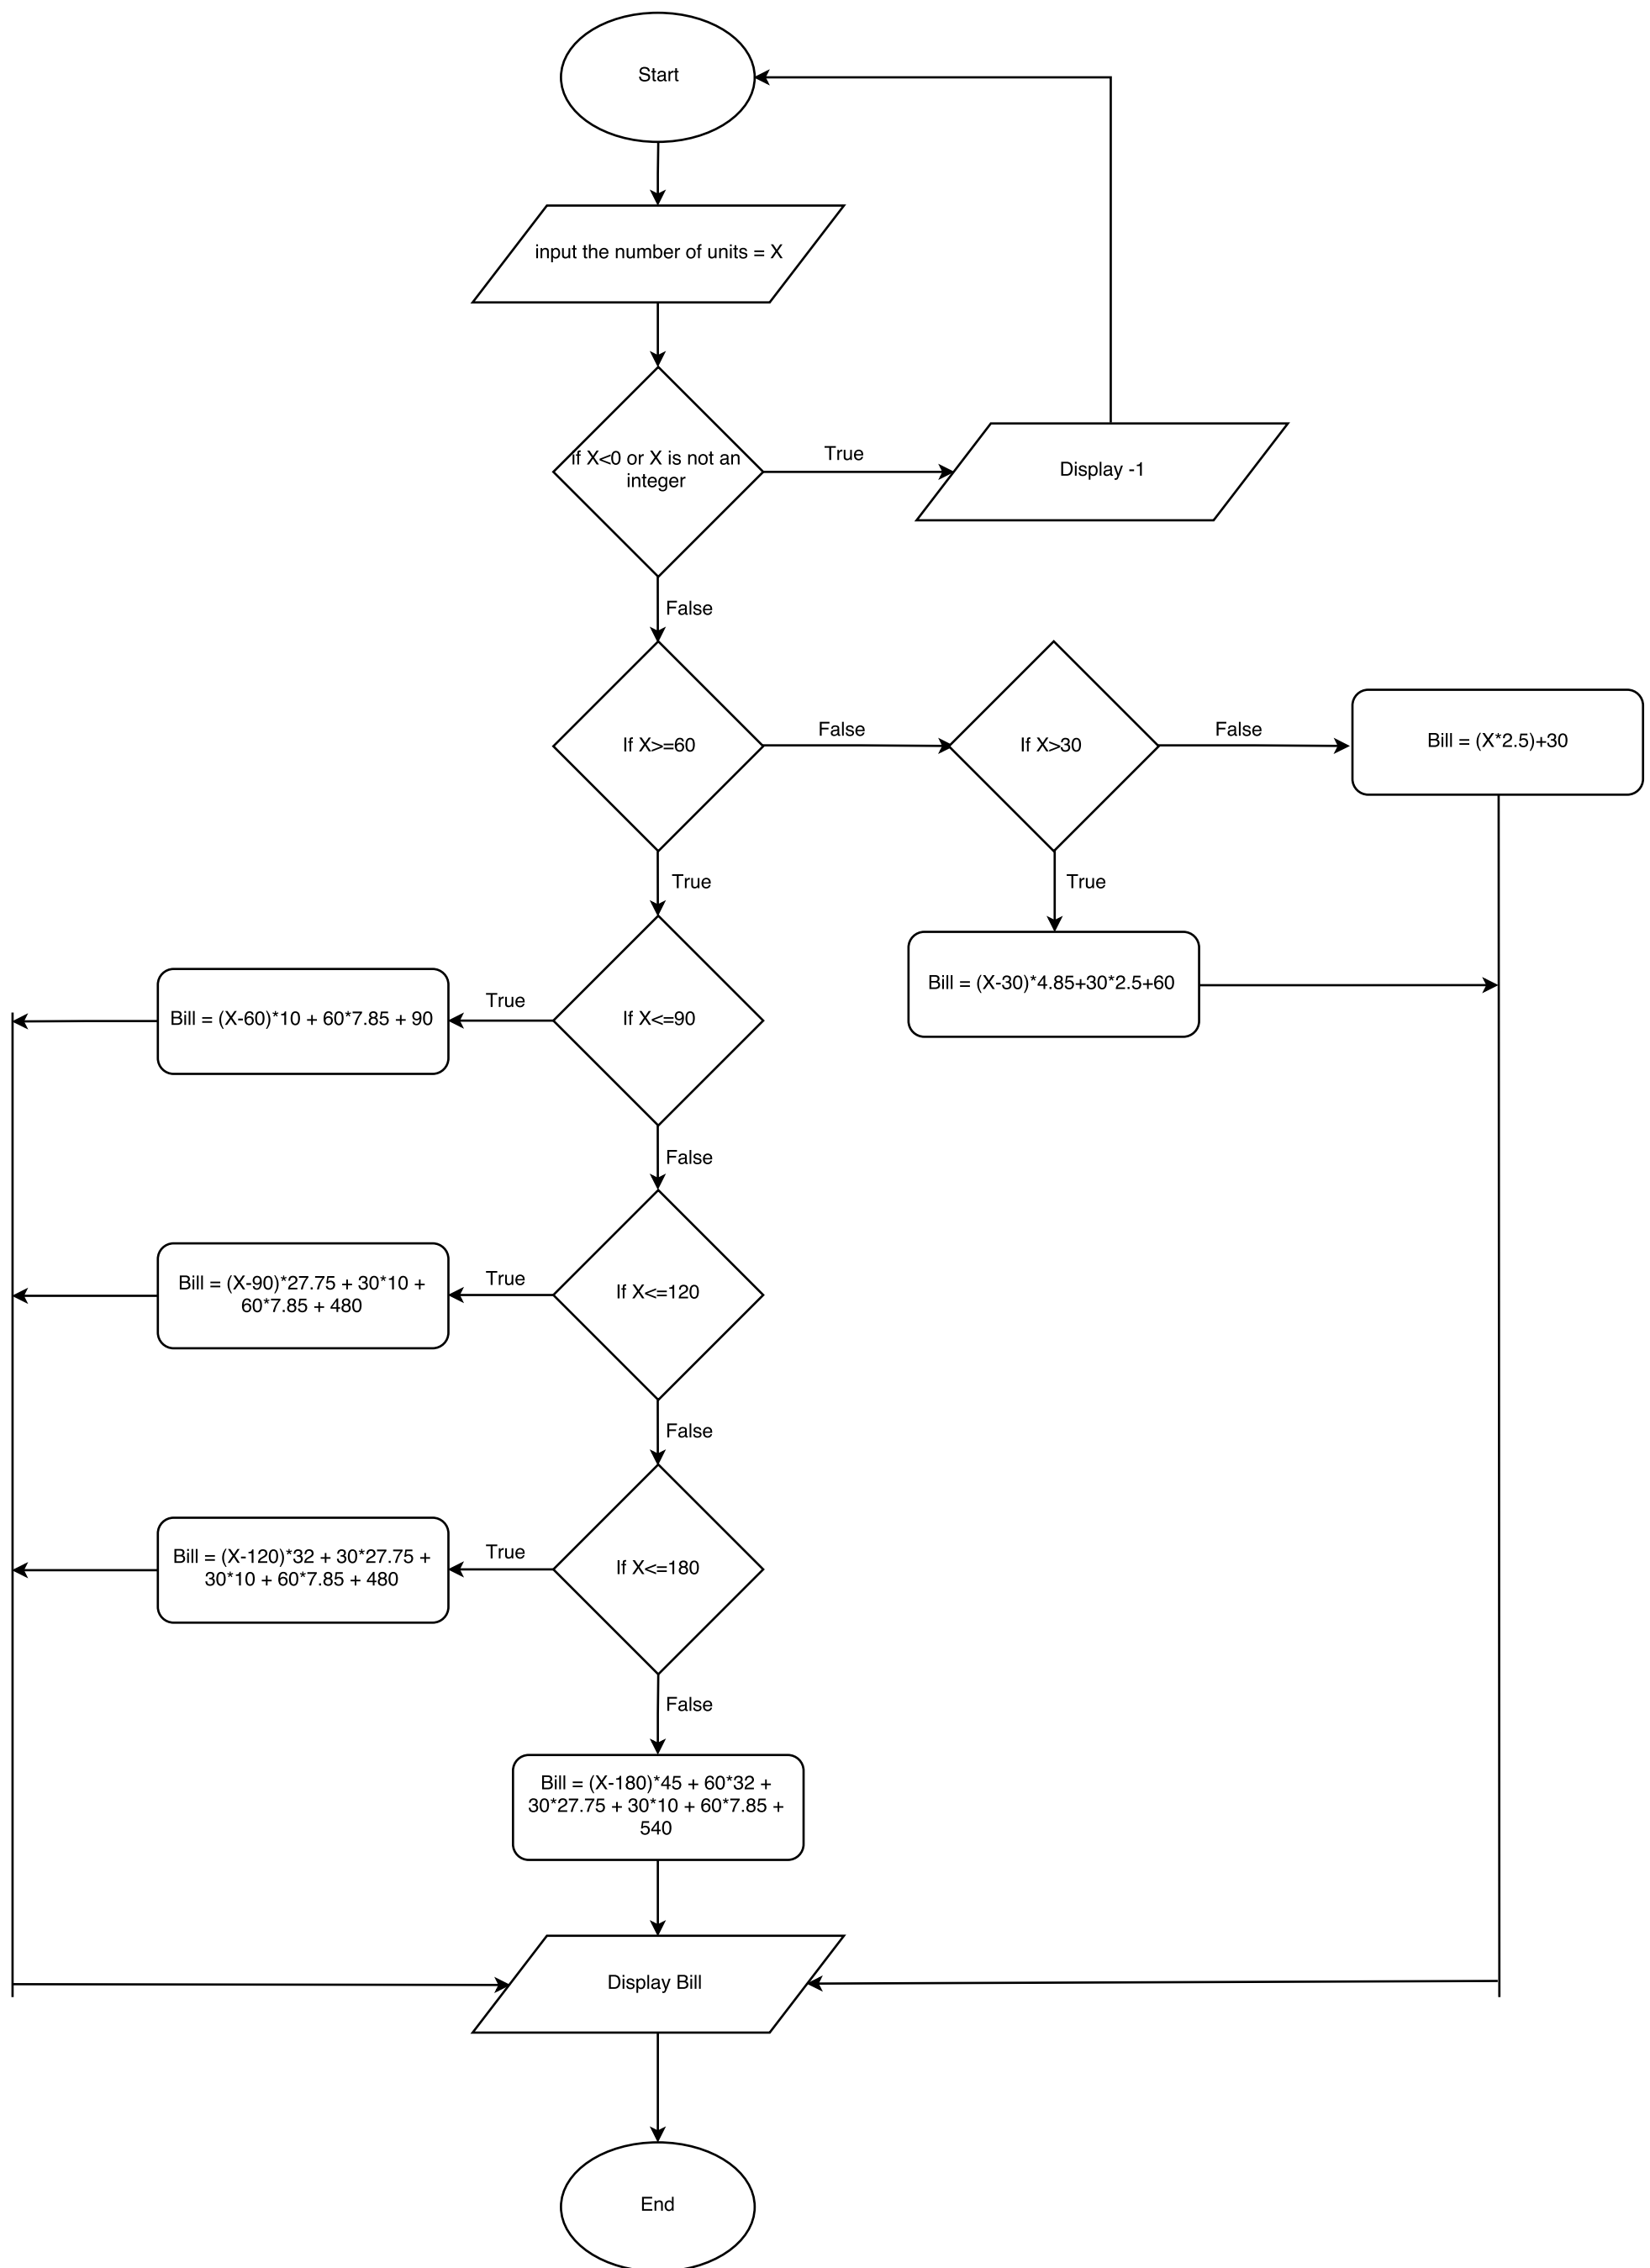 Start
input the number of units = X
If X<0 or X is not an
integer
True
Display -1
False
If X>=60
False
If X>30
False
Bill = (X*2.5)+30
True
True
Bill = (X-30)*4.85+30*2.5+60
If X<=90
True
Bill = (X-60)*10 + 60*7.85 + 90
False
If X<=120
True
Bill = (X-90)*27.75 + 30*10 +
60*7.85 + 480
False
If X<=180
True
Bill = (X-120)*32 + 30*27.75 +
30*10 + 60*7.85 + 480
False
Bill = (X-180)*45 + 60*32 +
30*27.75 + 30*10 + 60*7.85 +
540
Display Bill
End